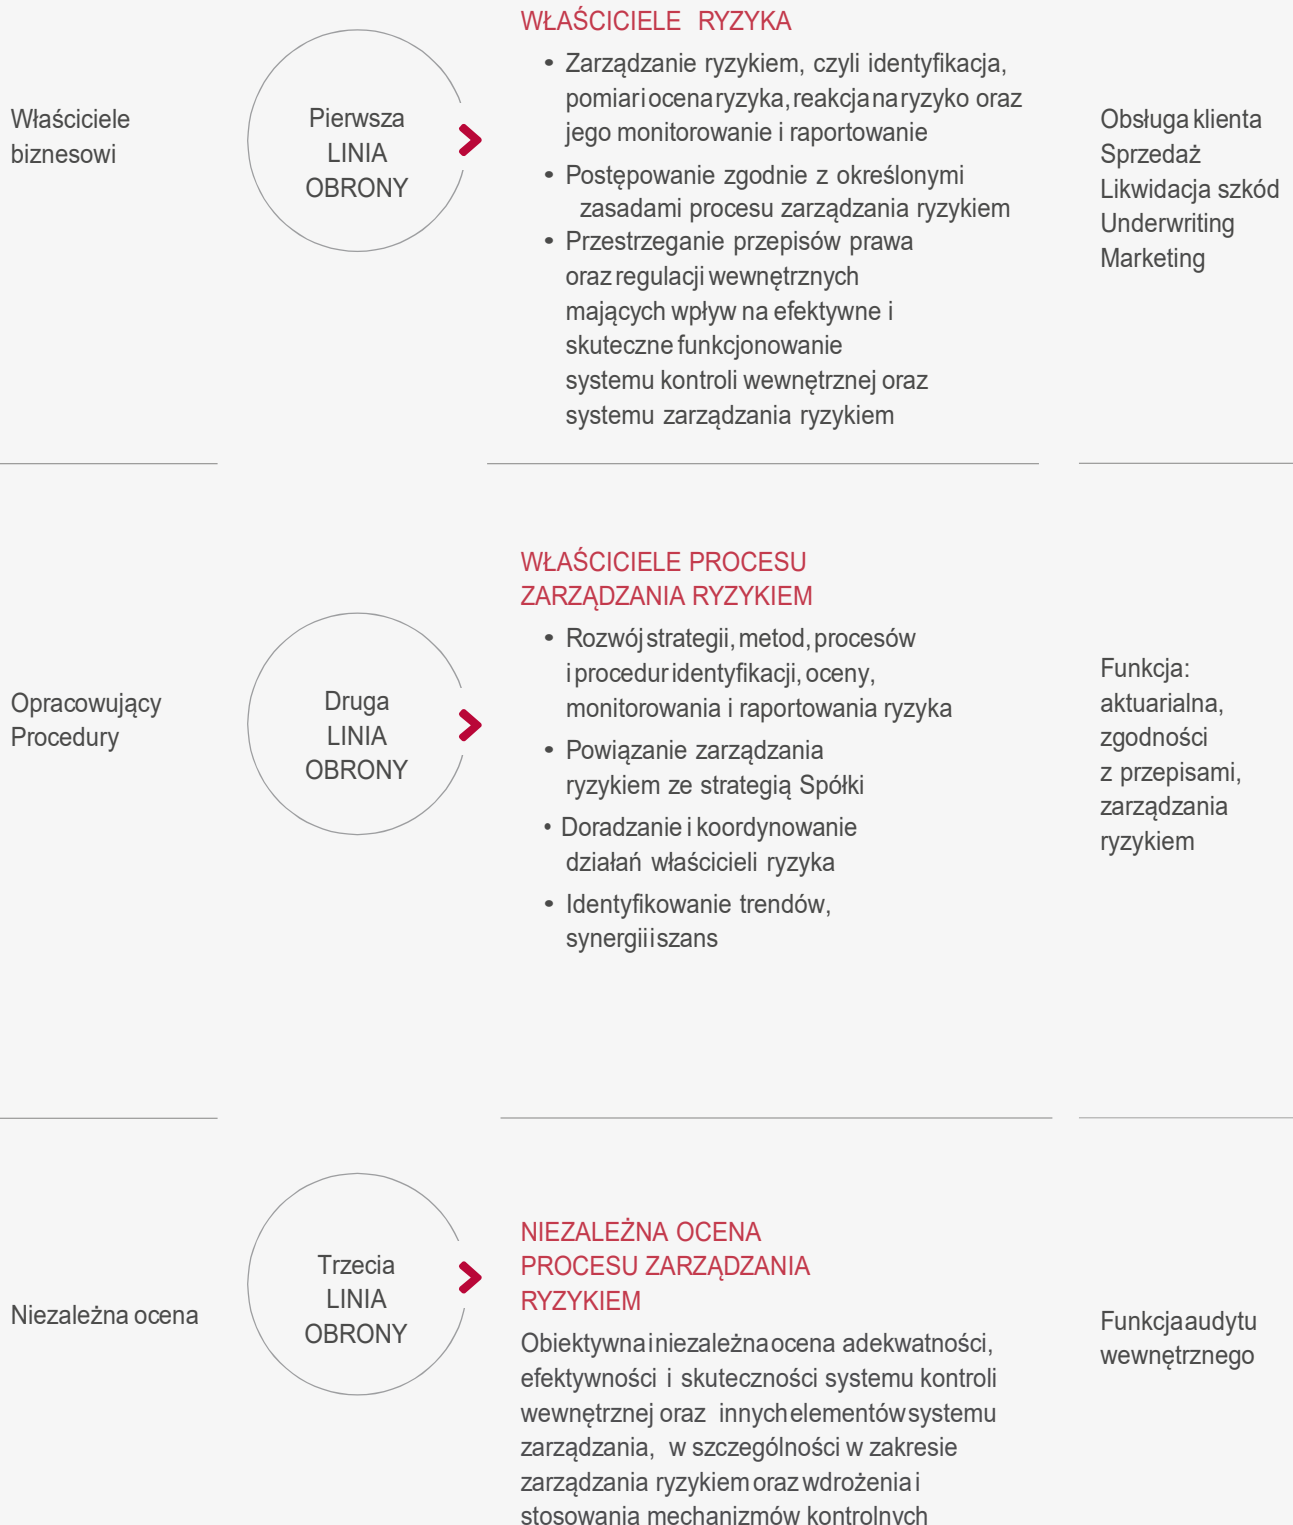 Właściciele
biznesowi
Pierwsza
LINIA
OBRONY
WŁAŚCICIELE RYZYKA
• Zarządzanie ryzykiem, czyli identyfikacja,
pomiar i ocena ryzyka, reakcja na ryzyko oraz
jego monitorowanie i raportowanie
• Postępowanie zgodnie z określonymi
zasadami procesu zarządzania ryzykiem
• Przestrzeganie przepisów prawa
oraz regulacji wewnętrznych
mających wpływ na efektywne i
skuteczne funkcjonowanie
systemu kontroli wewnętrznej oraz
systemu zarządzania ryzykiem
Obsługa klienta
Sprzedaż
Likwidacja szkód
Underwriting
Marketing
Opracowujący
Procedury
Druga
LINIA
OBRONY
WŁAŚCICIELE PROCESU
ZARZĄDZANIA RYZYKIEM
• Rozwój strategii, metod, procesów
i procedur identyfikacji, oceny,
monitorowania i raportowania ryzyka
• Powiązanie zarządzania
ryzykiem ze strategią Spółki
• Doradzanie i koordynowanie
działań właścicieli ryzyka
• Identyfikowanie trendów,
synergii i szans
Funkcja:
aktuarialna,
zgodności
z przepisami,
zarządzania
ryzykiem
Niezależna ocena
Trzecia
LINIA
OBRONY
NIEZALEŻNA OCENA
PROCESU ZARZĄDZANIA
RYZYKIEM
Obiektywna i niezależna ocena adekwatności,
efektywności i skuteczności systemu kontroli
wewnętrznej oraz innych elementów systemu
zarządzania, w szczególności w zakresie
zarządzania ryzykiem oraz wdrożenia i
stosowania mechanizmów kontrolnych
Funkcja audytu
wewnętrznego